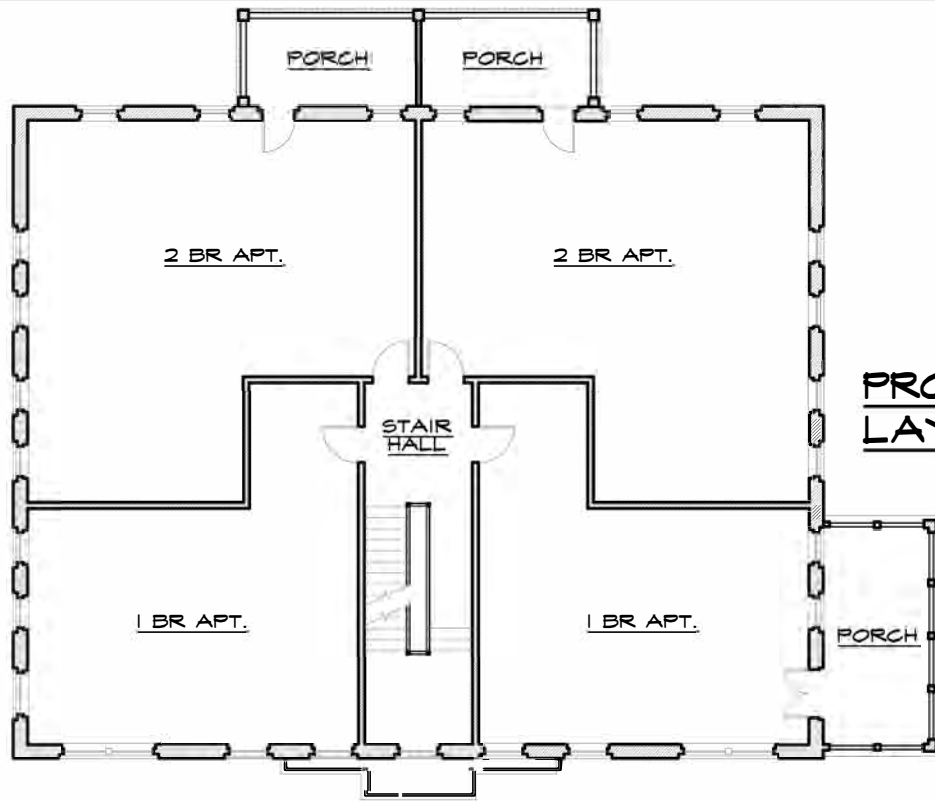 PORCH
PORCH
2 BR APT.
2 BR APT.
STAIR
HALL
1 BR APT.
1 BR APT.
PORCH